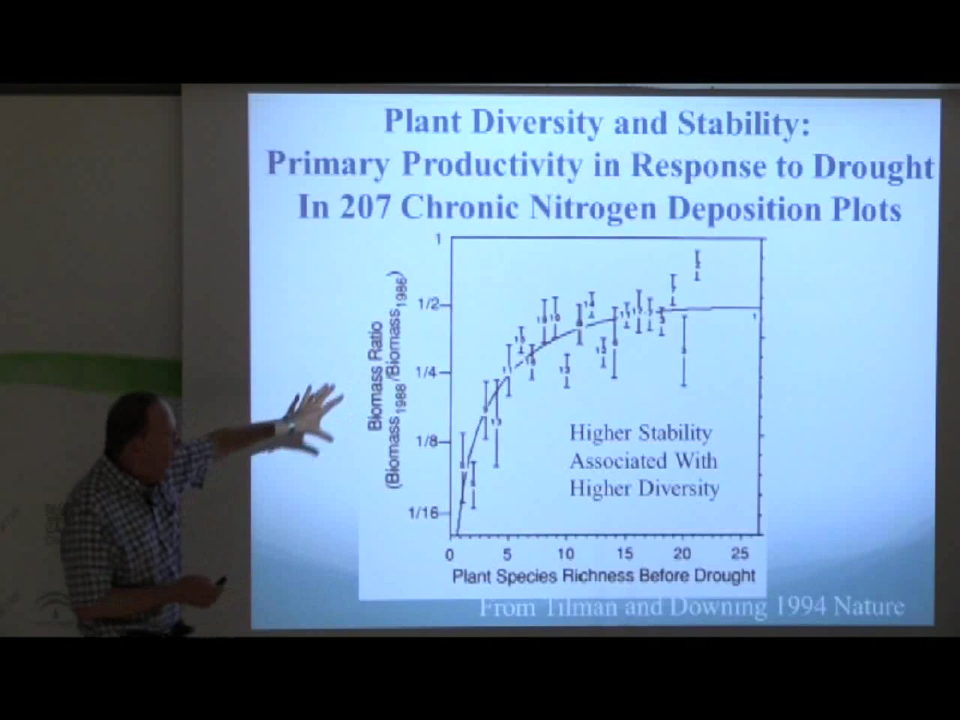 Plant Diversity and Stability:
Primary Productivity in Response to Drought
In 207 Chronic Nitrogen Deposition Plots
1
1/2
1/4
1/8
1/16
Biomass Ratio
(Biomass1988/Biomass1986)
Higher Stability
Associated With
Higher Diversity
0 5 10 15 20 25
Plant Species Richness Before Drought
From Tilman and Downing 1994 Nature